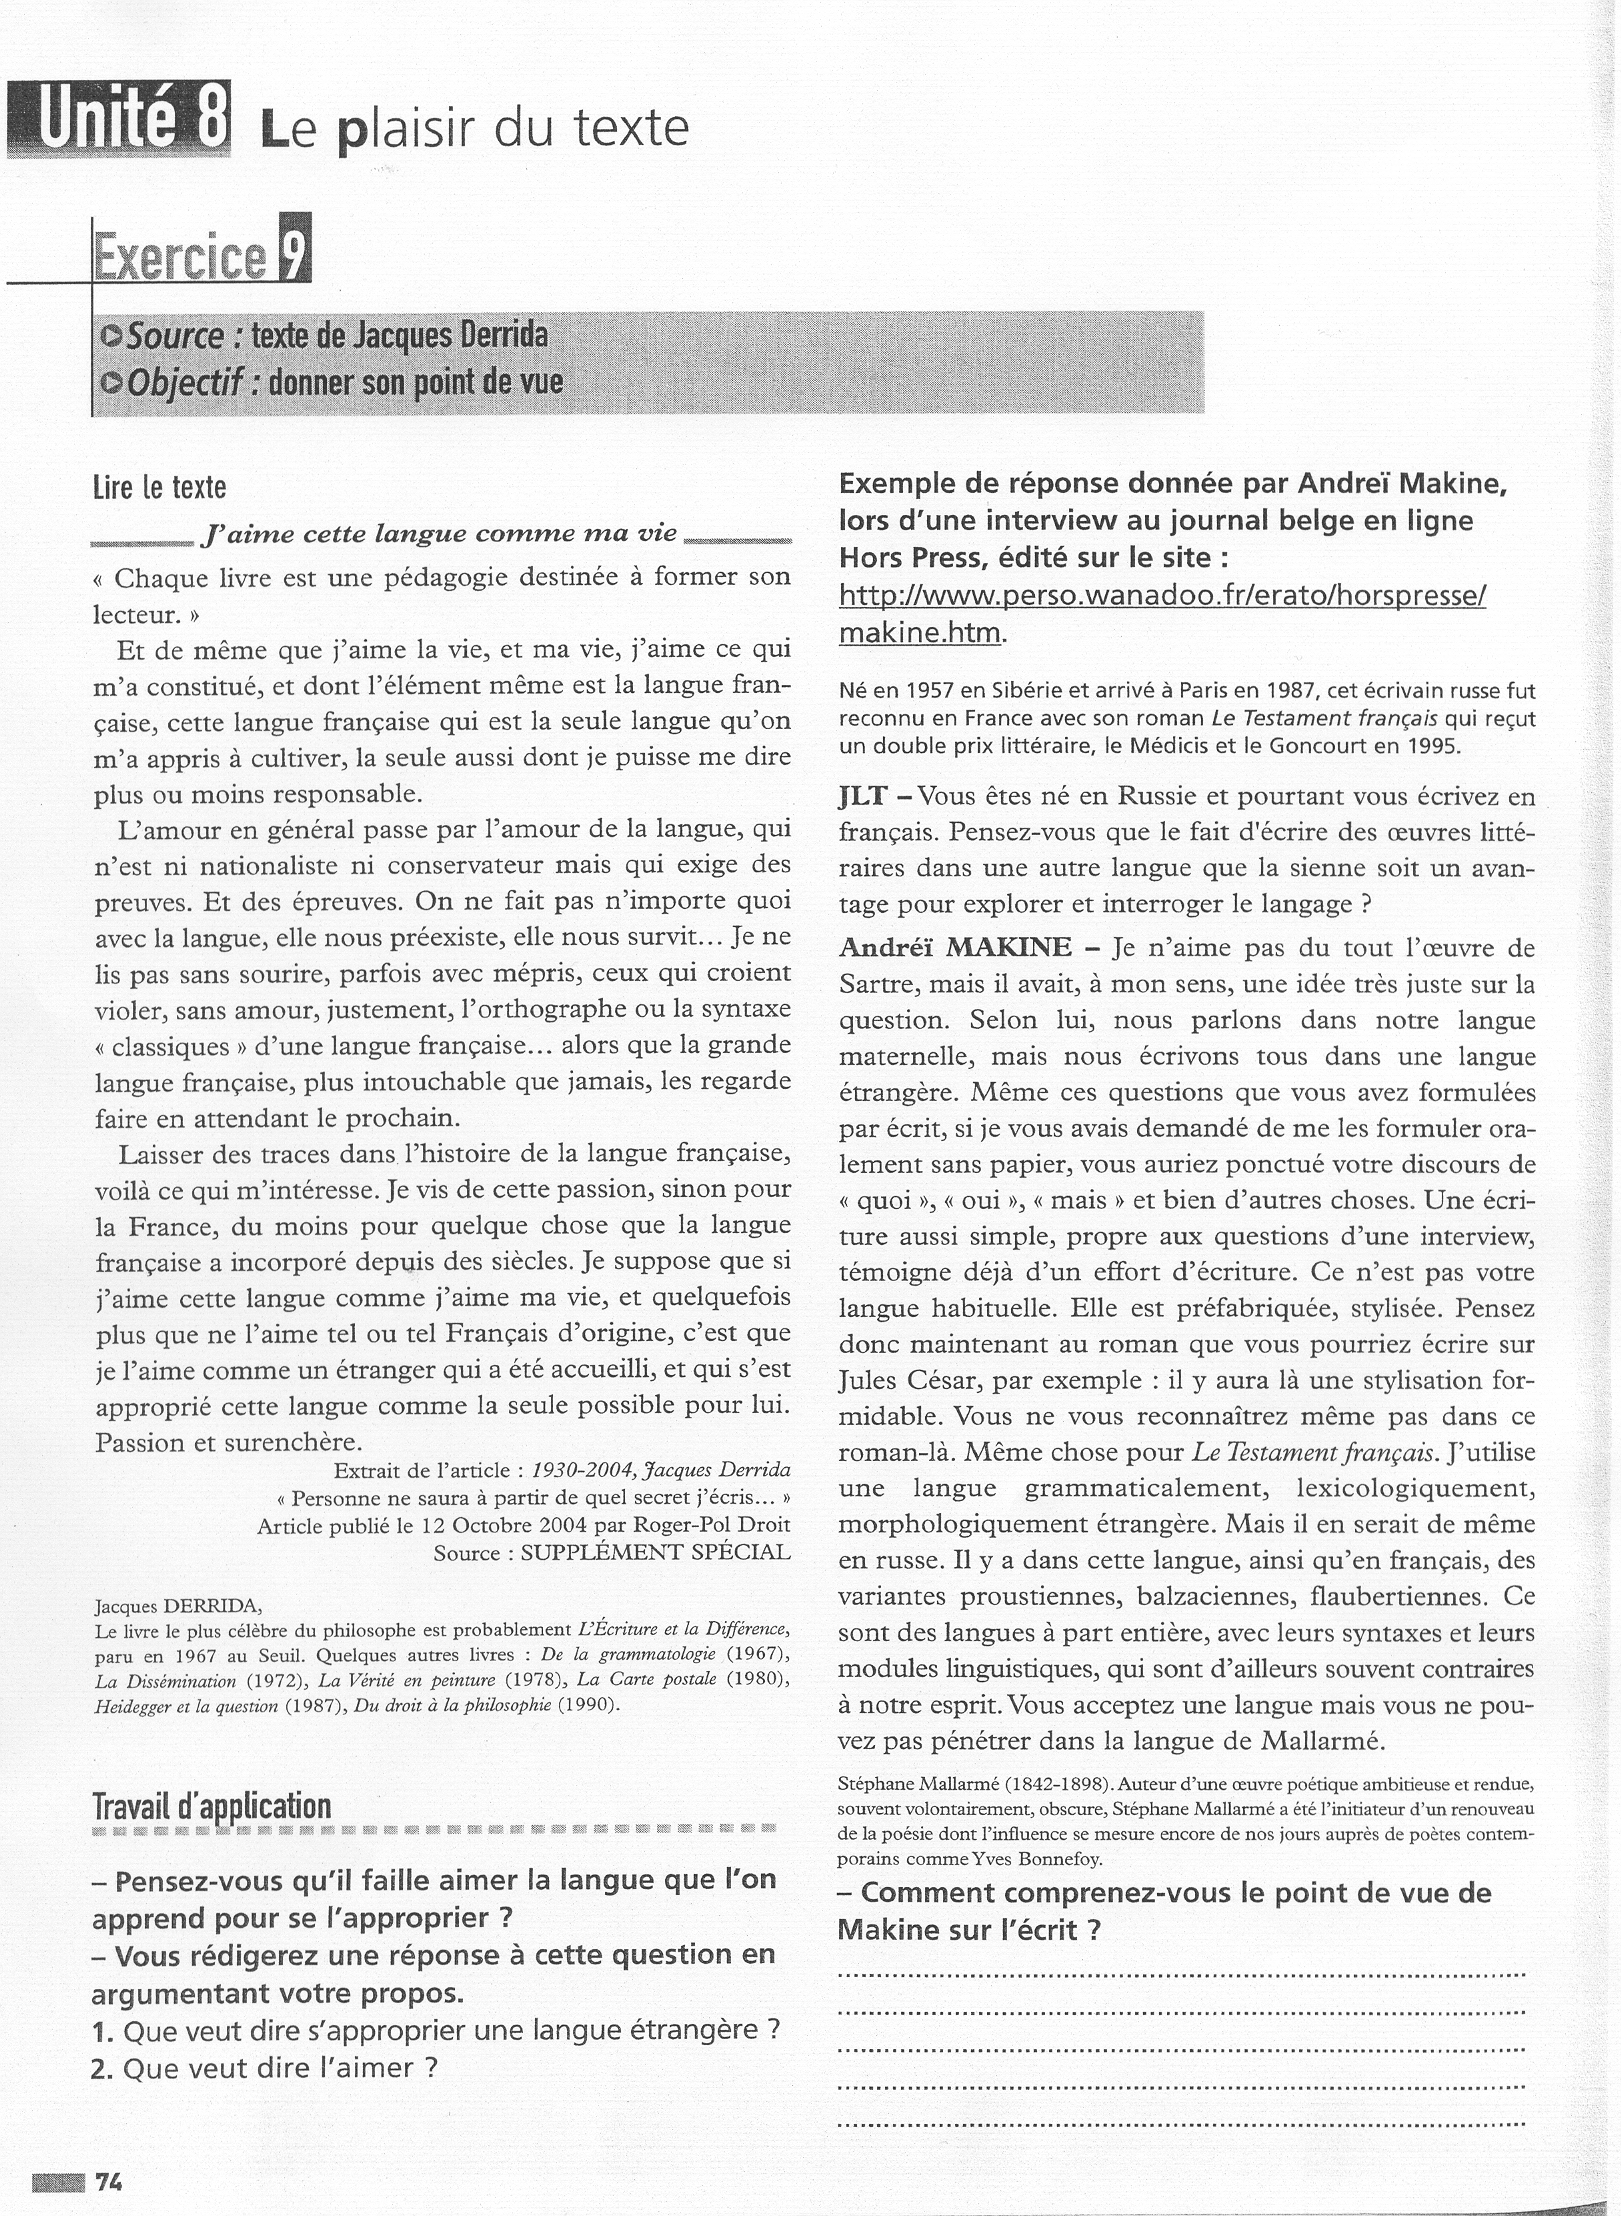 Unité 8 Le plaisir du texte
Exercice 9
Source : texte de Jacques Derrida
Objectif : donner son point de vue
Lire le texte
J'aime cette langue comme ma vie
« Chaque livre est une pédagogie destinée à former son
lecteur. »
Et de même que j'aime la vie, et ma vie, j'aime ce qui
m'a constitué, et dont l'élément même est la langue fran-
çaise, cette langue française qui est la seule langue qu'on
m'a appris à cultiver, la seule aussi dont je puisse me dire
plus ou moins responsable.
L'amour en général passe par l'amour de la langue, qui
n'est ni nationaliste ni conservateur mais qui exige des
preuves. Et des épreuves. On ne fait pas n'importe quoi
avec la langue, elle nous préexiste, elle nous survit... Je ne
lis pas sans sourire, parfois avec mépris, ceux qui croient
violer, sans amour, justement, l'orthographe ou la syntaxe
« classiques » d'une langue française... alors que la grande
langue française, plus intouchable que jamais, les regarde
faire en attendant le prochain.
Laisser des traces dans l'histoire de la langue française,
voilà ce qui m'intéresse. Je vis de cette passion, sinon pour
la France, du moins pour quelque chose que la langue
française a incorporé depuis des siècles. Je suppose que si
j'aime cette langue comme j'aime ma vie, et quelquefois
plus que ne l'aime tel ou tel Français d'origine, c'est que
je l'aime comme un étranger qui a été accueilli, et qui s'est
approprié cette langue comme la seule possible pour lui.
Passion et surenchère.
Extrait de l'article : 1930-2004, Jacques Derrida
« Personne ne saura à partir de quel secret j'écris... »
Article publié le 12 Octobre 2004 par Roger-Pol Droit
Source : SUPPLÉMENT SPÉCIAL
Jacques DERRIDA,
Le livre le plus célèbre du philosophe est probablement L'Écriture et la Différence,
paru en 1967 au Seuil. Quelques autres livres : De la grammatologie (1967),
La Dissémination (1972), La Vérité en peinture (1978), La Carte postale (1980),
Heidegger et la question (1987), Du droit à la philosophie (1990).
Travail d'application
– Pensez-vous qu'il faille aimer la langue que l'on
apprend pour se l'approprier ?
– Vous rédigerez une réponse à cette question en
argumentant votre propos.
1. Que veut dire s'approprier une langue étrangère ?
2. Que veut dire l'aimer ?
Exemple de réponse donnée par Andreï Makine,
lors d'une interview au journal belge en ligne
Hors Press, édité sur le site :
http://www.perso.wanadoo.fr/erato/horspresse/
makine.htm.
Né en 1957 en Sibérie et arrivé à Paris en 1987, cet écrivain russe fut
reconnu en France avec son roman Le Testament français qui reçut
un double prix littéraire, le Médicis et le Goncourt en 1995.
JLT – Vous êtes né en Russie et pourtant vous écrivez en
français. Pensez-vous que le fait d'écrire des œuvres litté-
raires dans une autre langue que la sienne soit un avan-
tage pour explorer et interroger le langage ?
Andréï MAKINE – Je n'aime pas du tout l'œuvre de
Sartre, mais il avait, à mon sens, une idée très juste sur la
question. Selon lui, nous parlons dans notre langue
maternelle, mais nous écrivons tous dans une langue
étrangère. Même ces questions que vous avez formulées
par écrit, si je vous avais demandé de me les formuler ora-
lement sans papier, vous auriez ponctué votre discours de
« quoi », « oui », « mais » et bien d'autres choses. Une écri-
ture aussi simple, propre aux questions d'une interview,
témoigne déjà d'un effort d'écriture. Ce n'est pas votre
langue habituelle. Elle est préfabriquée, stylisée. Pensez
donc maintenant au roman que vous pourriez écrire sur
Jules César, par exemple : il y aura là une stylisation for-
midable. Vous ne vous reconnaîtrez même pas dans ce
roman-là. Même chose pour Le Testament français. J'utilise
une langue grammaticalement, lexicologiquement,
morphologiquement étrangère. Mais il en serait de même
en russe. Il y a dans cette langue, ainsi qu'en français, des
variantes proustiennes, balzaciennes, flaubertiennes. Ce
sont des langues à part entière, avec leurs syntaxes et leurs
modules linguistiques, qui sont d'ailleurs souvent contraires
à notre esprit. Vous acceptez une langue mais vous ne pou-
vez pas pénétrer dans la langue de Mallarmé.
Stéphane Mallarmé (1842-1898). Auteur d'une œuvre poétique ambitieuse et rendue,
souvent volontairement, obscure, Stéphane Mallarmé a été l'initiateur d'un renouveau
de la poésie dont l'influence se mesure encore de nos jours auprès de poètes contem-
porains comme Yves Bonnefoy.
– Comment comprenez-vous le point de vue de
Makine sur l'écrit ?
74